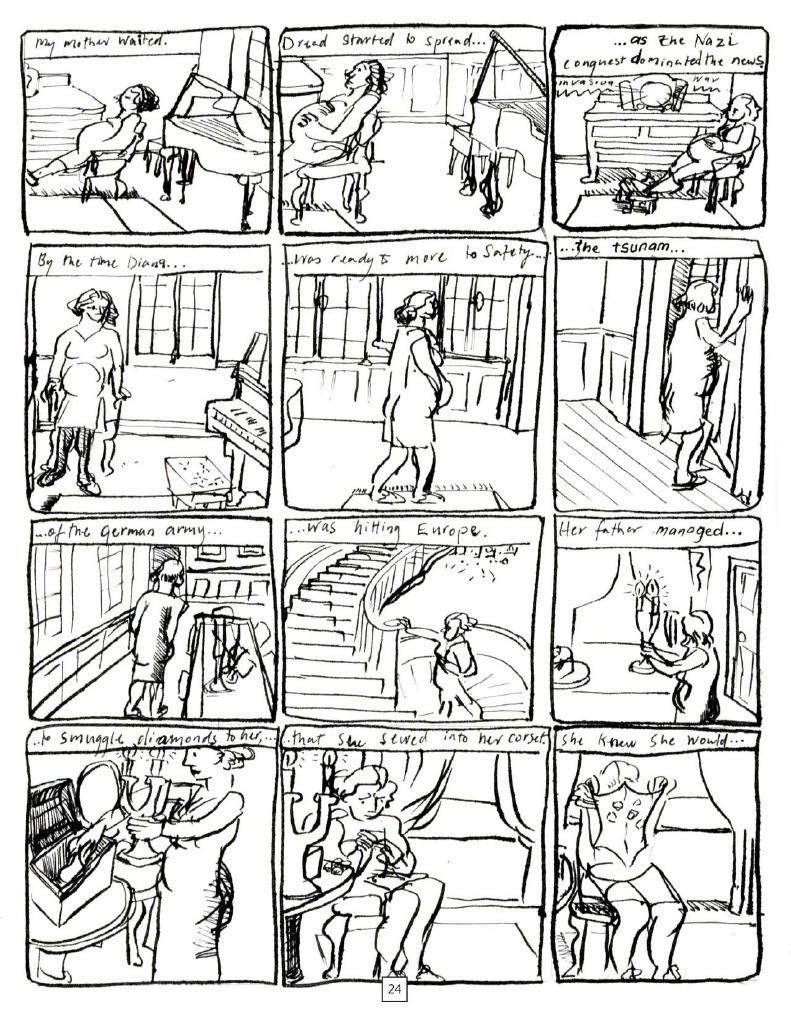 My mother waited.
Dread started to spread...
...as the Nazi
conquest dominated the news.
invasion war
By the time Diana...
...was ready to move to safety...
...the tsunam...
...of the German army...
...was hitting Europe.
Her father managed...
...to smuggle diamonds to her,...
...that she sewed into her corset.
She knew she would...
24